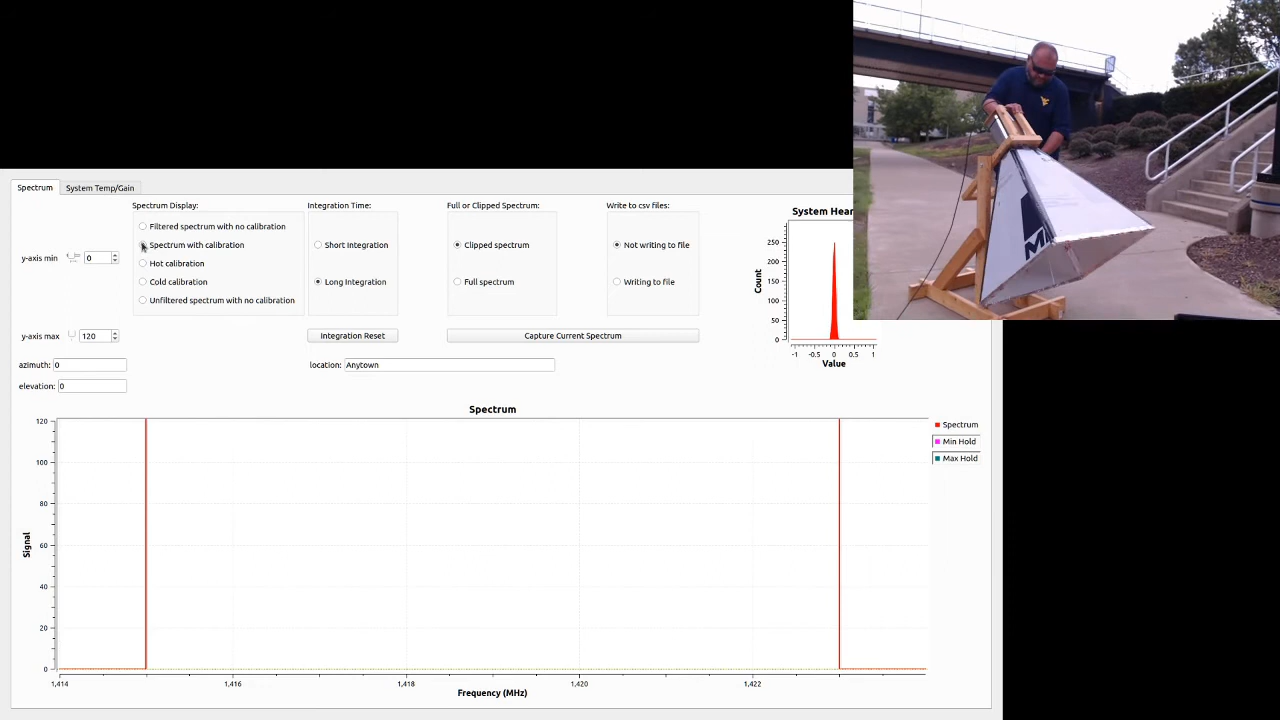 Spectrum
System Temp/Gain
Spectrum Display:
Integration Time:
Full or Clipped Spectrum:
Write to csv files:
y-axis min
0
Filtered spectrum with no calibration
Spectrum with calibration
Hot calibration
Cold calibration
Unfiltered spectrum with no calibration
Short Integration
Long Integration
Clipped spectrum
Full spectrum
Not writing to file
Writing to file
y-axis max
120
Integration Reset
Capture Current Spectrum
azimuth: 0
location: Anytown
elevation: 0
Count
250
200
150
100
50
0
-1 -0.5 0 0.5 1
Value
Spectrum
Signal
120
100
80
60
40
20
0
1,414 1,416 1,418 1,420 1,422
Frequency (MHz)
Spectrum
Min Hold
Max Hold